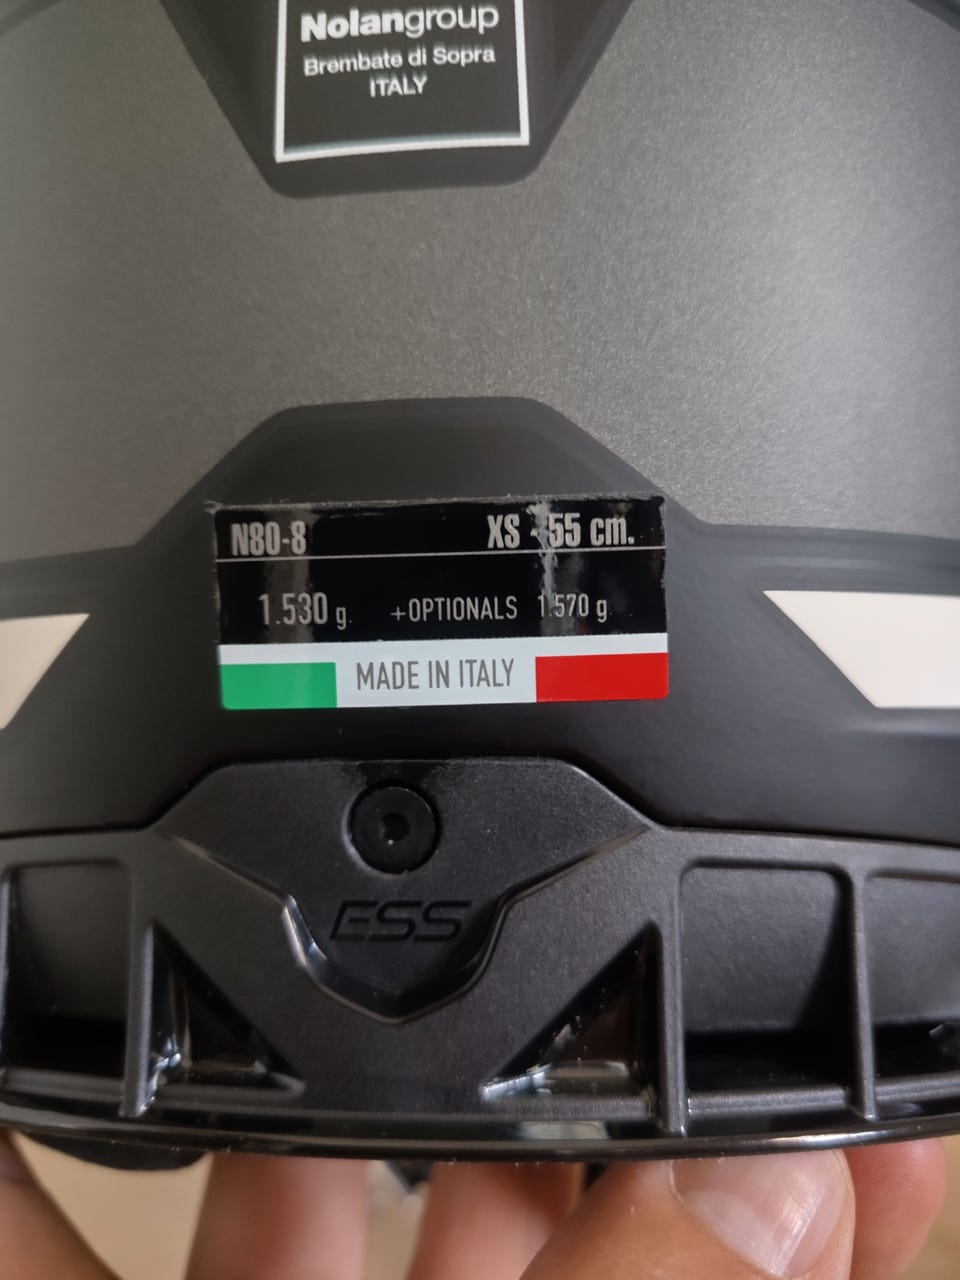 Nolangroup
Brembate di Sopra
ITALY
N80-8 XS - 55 cm.
1.530 g. +OPTIONALS 1.570 g.
MADE IN ITALY
ESS